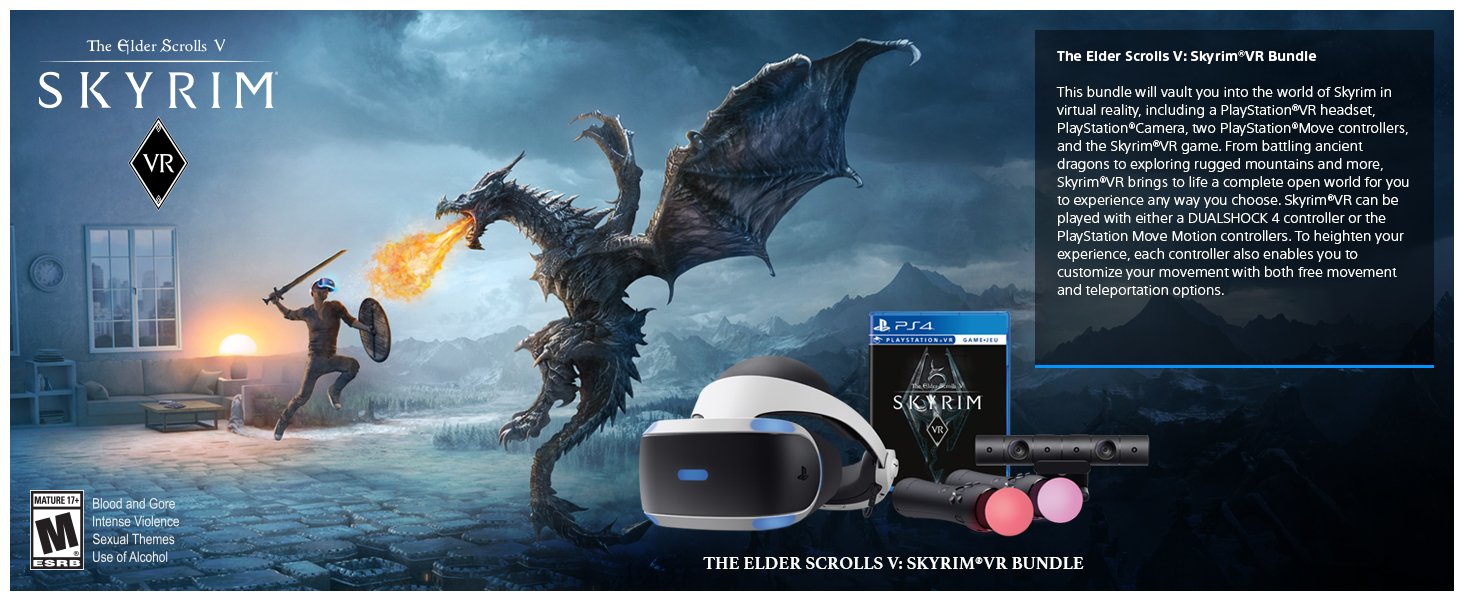 The Elder Scrolls V
SKYRIM®
VR
The Elder Scrolls V: Skyrim®VR Bundle
This bundle will vault you into the world of Skyrim in
virtual reality, including a PlayStation®VR headset,
PlayStation®Camera, two PlayStation®Move controllers,
and the Skyrim®VR game. From battling ancient
dragons to exploring rugged mountains and more,
Skyrim®VR brings to life a complete open world for you
to experience any way you choose. Skyrim®VR can be
played with either a DUALSHOCK 4 controller or the
PlayStation Move Motion controllers. To heighten your
experience, each controller also enables you to
customize your movement with both free movement
and teleportation options.
PS4
PLAYSTATION®VR GAME•JEU
The Elder Scrolls V
SKYRIM
VR
MATURE 17+
M
®
ESRB
Blood and Gore
Intense Violence
Sexual Themes
Use of Alcohol
THE ELDER SCROLLS V: SKYRIM®VR BUNDLE